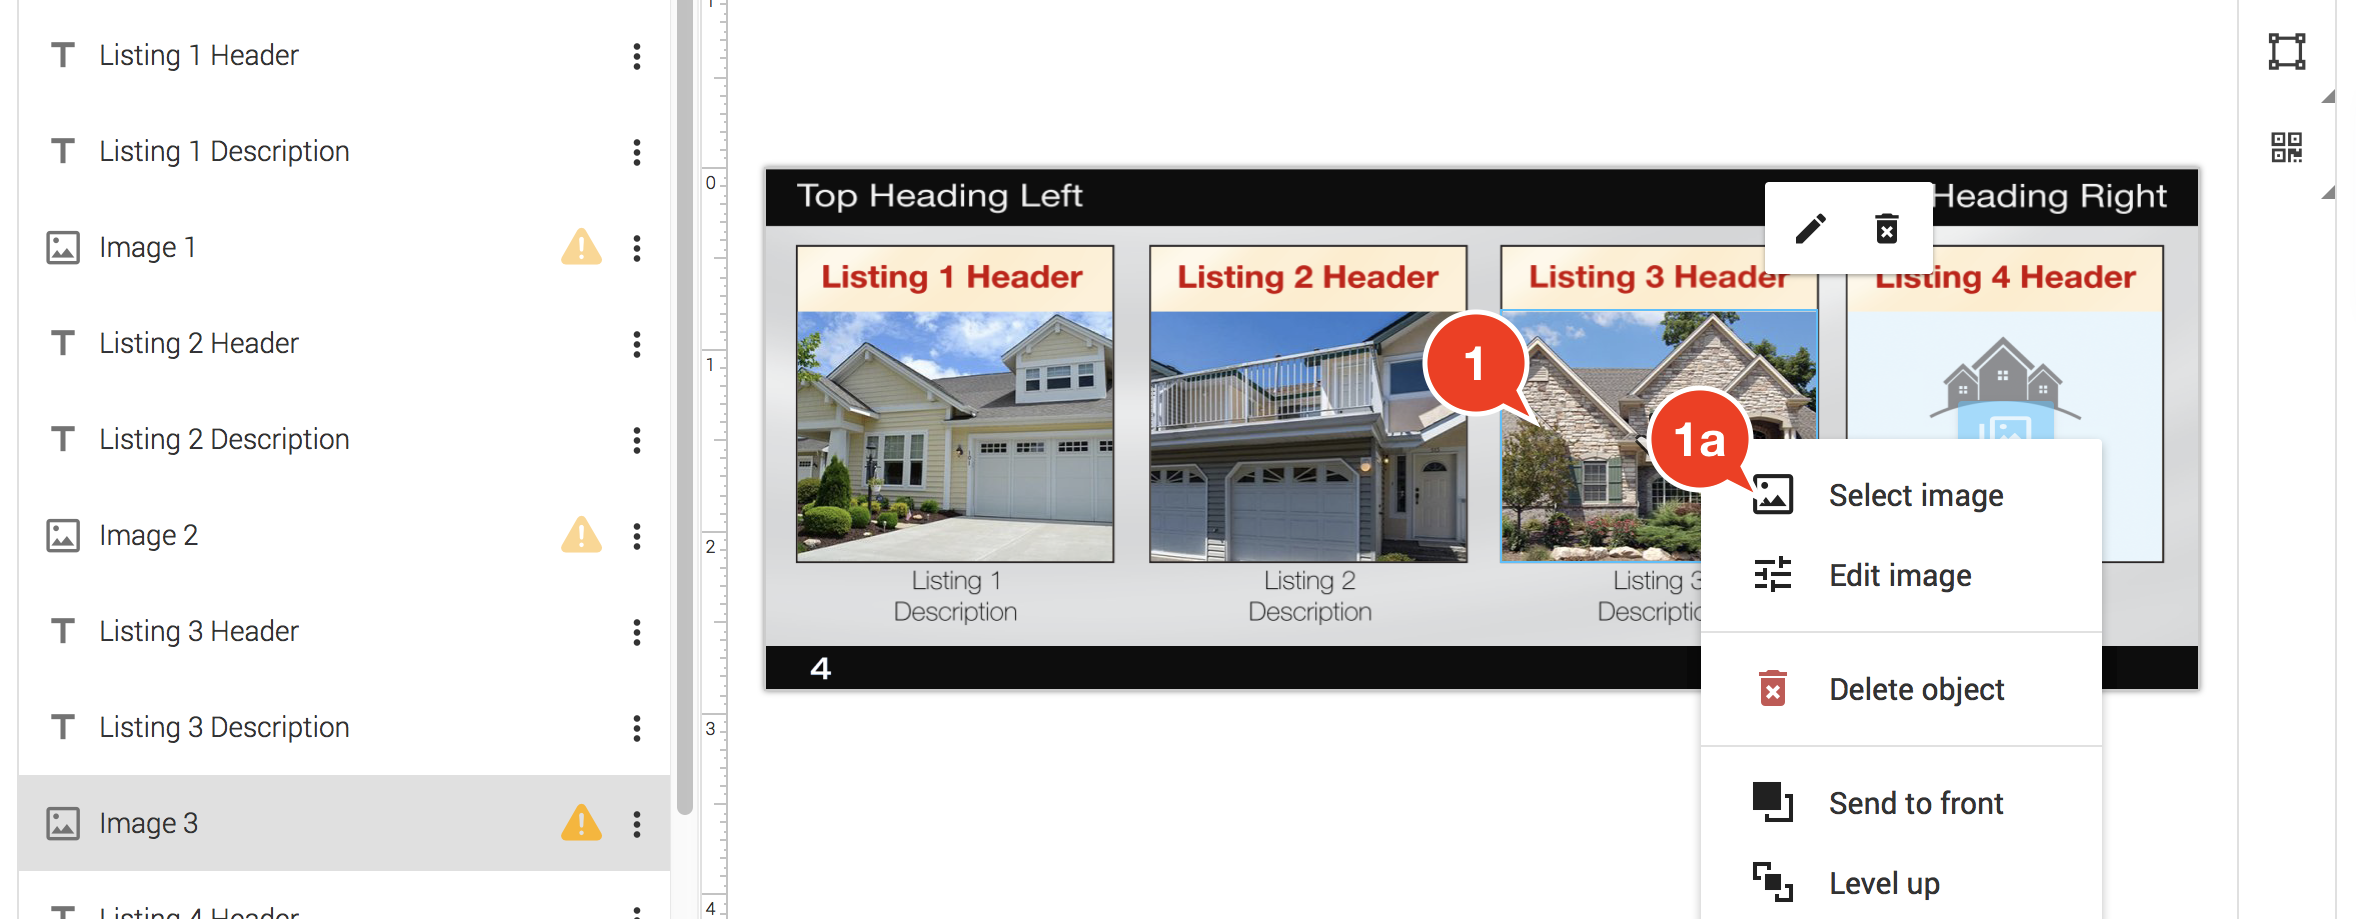 Listing 1 Header
Listing 1 Description
Image 1
Listing 2 Header
Listing 2 Description
Image 2
Listing 3 Header
Listing 3 Description
Image 3
Listing 4 Header
1
0
1
2
3
4
Top Heading Left
Heading Right
Listing 1 Header
Listing 2 Header
Listing 3 Header
Listing 4 Header
1
1a
Listing 1
Description
Listing 2
Description
Listing 3
Descriptio
4
Select image
Edit image
Delete object
Send to front
Level up